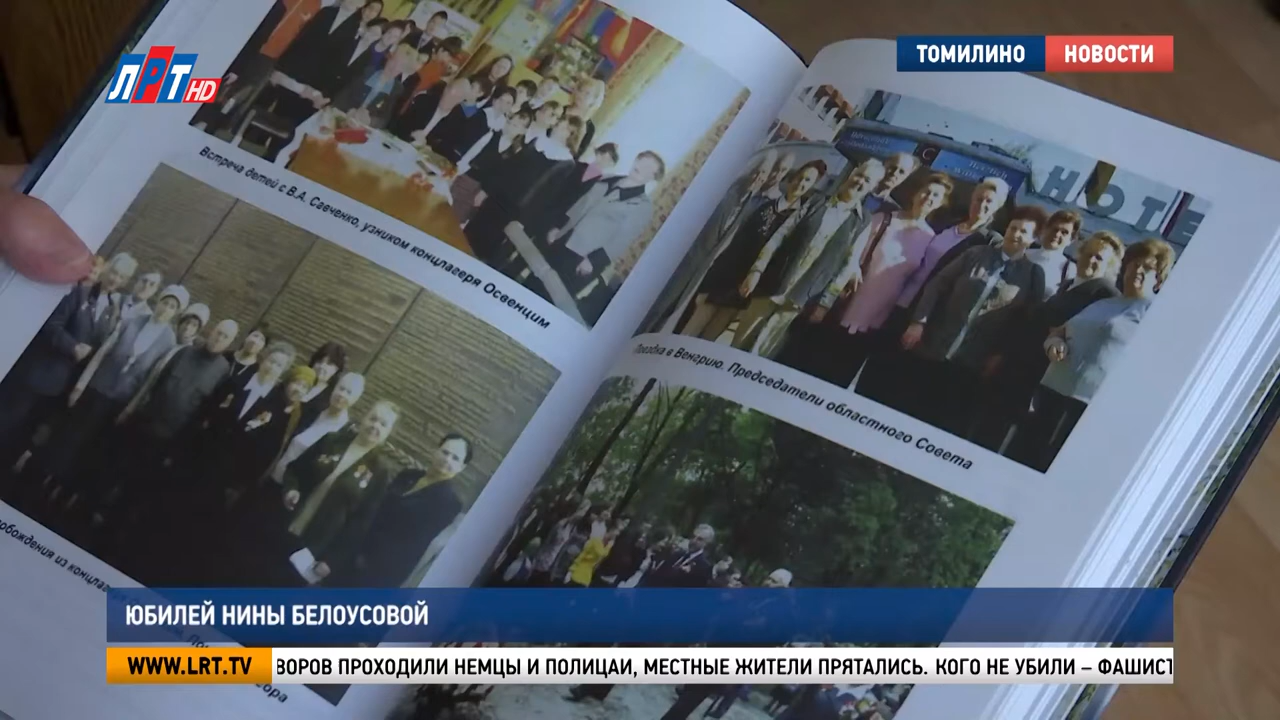 ЛРТ HD
ТОМИЛИНО НОВОСТИ
Встреча детей с В.А. Савченко, узником концлагеря Освенцим
HOTE
Поездка в Венгрию. Председатели областного Совета
ЮБИЛЕЙ НИНЫ БЕЛОУСОВОЙ
WWW.LRT.TV ВОРОВ ПРОХОДИЛИ НЕМЦЫ И ПОЛИЦАИ, МЕСТНЫЕ ЖИТЕЛИ ПРЯТАЛИСЬ. КОГО НЕ УБИЛИ – ФАШИСТ